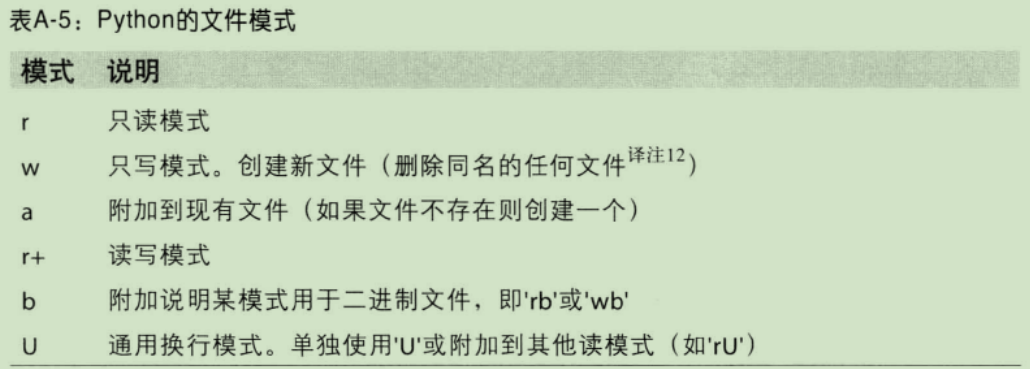 表A-5：Python的文件模式
模式 说明
r 只读模式
w 只写模式。创建新文件（删除同名的任何文件译注12）
a 附加到现有文件（如果文件不存在则创建一个）
r+ 读写模式
b 附加说明某模式用于二进制文件，即'rb'或'wb'
U 通用换行模式。单独使用'U'或附加到其他读模式（如'rU'）